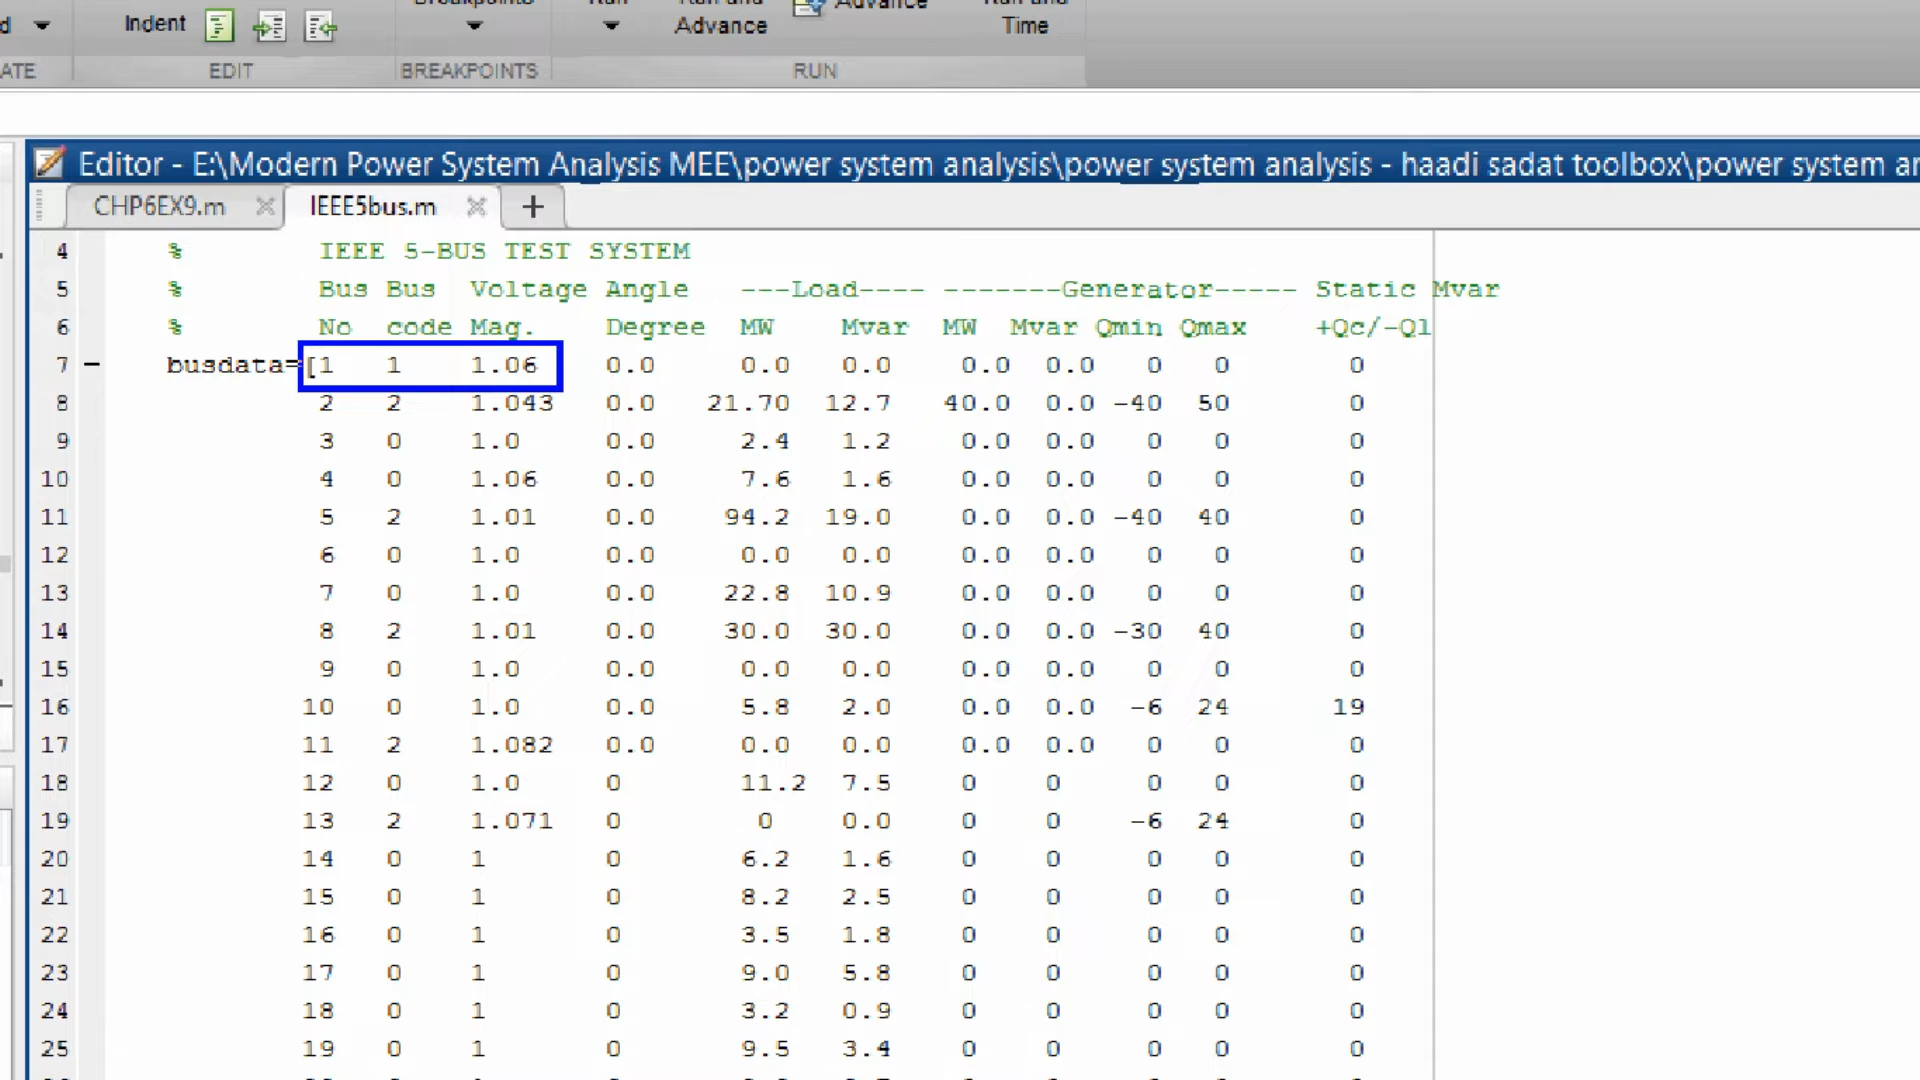 Indent
Advance
Advance
Time
EDIT BREAKPOINTS RUN
Editor - E:\Modern Power System Analysis MEE\power system analysis\power system analysis - haadi sadat toolbox\power system
CHP6EX9.m IEEE5bus.m +
4 % IEEE 5-BUS TEST SYSTEM
5 % Bus Bus Voltage Angle ---Load---- -------Generator----- Static Mvar
6 % No code Mag. Degree MW Mvar MW Mvar Qmin Qmax +Qc/-Ql
7 – busdata=[1 1 1.06 0.0 0.0 0.0 0.0 0.0 0 0 0
8 2 2 1.043 0.0 21.70 12.7 40.0 0.0 -40 50 0
9 3 0 1.0 0.0 2.4 1.2 0.0 0.0 0 0 0
10 4 0 1.06 0.0 7.6 1.6 0.0 0.0 0 0 0
11 5 2 1.01 0.0 94.2 19.0 0.0 0.0 -40 40 0
12 6 0 1.0 0.0 0.0 0.0 0.0 0.0 0 0 0
13 7 0 1.0 0.0 22.8 10.9 0.0 0.0 0 0 0
14 8 2 1.01 0.0 30.0 30.0 0.0 0.0 -30 40 0
15 9 0 1.0 0.0 0.0 0.0 0.0 0.0 0 0 0
16 10 0 1.0 0.0 5.8 2.0 0.0 0.0 -6 24 19
17 11 2 1.082 0.0 0.0 0.0 0.0 0.0 0 0 0
18 12 0 1.0 0 11.2 7.5 0 0 0 0 0
19 13 2 1.071 0 0 0.0 0 0 -6 24 0
20 14 0 1 0 6.2 1.6 0 0 0 0 0
21 15 0 1 0 8.2 2.5 0 0 0 0 0
22 16 0 1 0 3.5 1.8 0 0 0 0 0
23 17 0 1 0 9.0 5.8 0 0 0 0 0
24 18 0 1 0 3.2 0.9 0 0 0 0 0
25 19 0 1 0 9.5 3.4 0 0 0 0 0